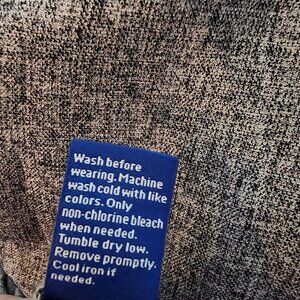 Wash before
wearing. Machine
wash cold with like
colors. Only
non-chlorine bleach
when needed.
Tumble dry low.
Remove promptly.
Cool iron if
needed.